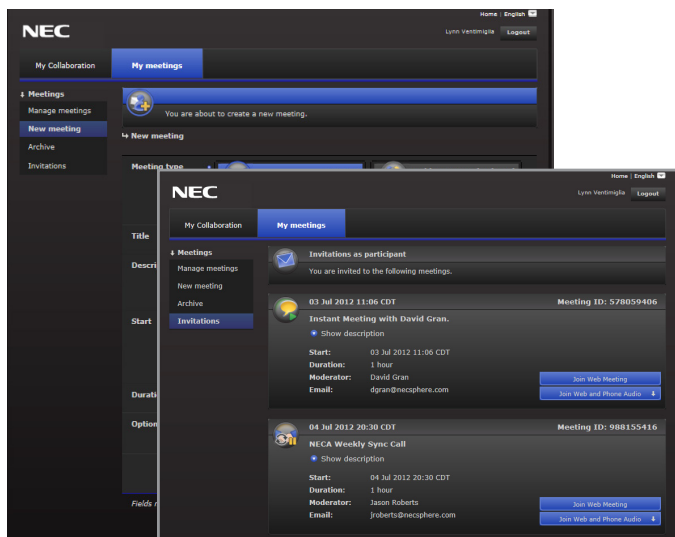 Home | English
NEC
Lynn Ventimiglia Logout
My Collaboration My meetings
Meetings
Manage meetings
New meeting
Archive
Invitations
You are about to create a new meeting.
New meeting
Meeting type
Title
Descri
Start
Durati
Option
Fields r
Home | English
NEC
Lynn Ventimiglia Logout
My Collaboration My meetings
Meetings
Manage meetings
New meeting
Archive
Invitations
Invitations as participant
You are invited to the following meetings.
03 Jul 2012 11:06 CDT Meeting ID: 578059406
Instant Meeting with David Gran.
Show description
Start: 03 Jul 2012 11:06 CDT
Duration: 1 hour
Moderator: David Gran
Email: dgran@necsphere.com
Join Web Meeting
Join Web and Phone Audio
04 Jul 2012 20:30 CDT Meeting ID: 988155416
NECA Weekly Sync Call
Show description
Start: 04 Jul 2012 20:30 CDT
Duration: 1 hour
Moderator: Jason Roberts
Email: jroberts@necsphere.com
Join Web Meeting
Join Web and Phone Audio